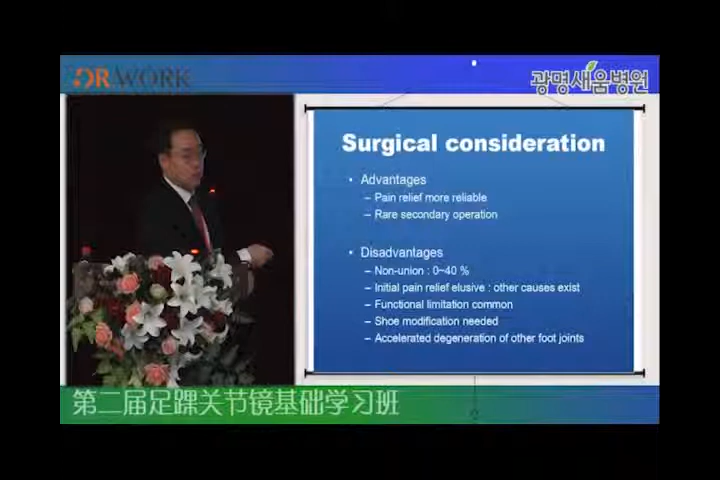 DR.WORK
광명새움병원
Surgical consideration
• Advantages
– Pain relief more reliable
– Rare secondary operation
• Disadvantages
– Non-union : 0~40 %
– Initial pain relief elusive : other causes exist
– Functional limitation common
– Shoe modification needed
– Accelerated degeneration of other foot joints
第二届足踝关节镜基础学习班